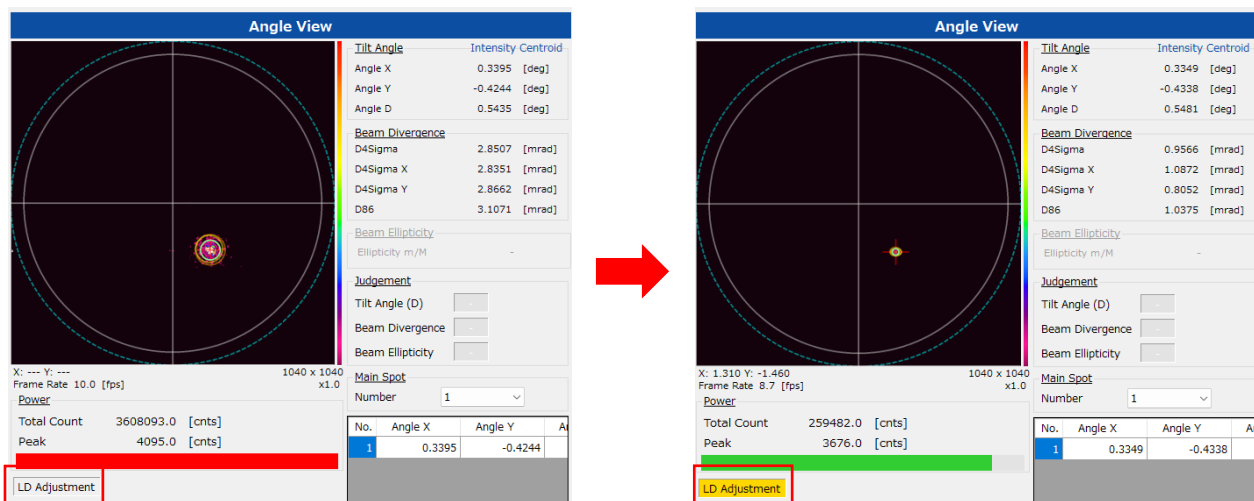 Angle View
Tilt Angle Intensity Centroid
Angle X 0.3395 [deg]
Angle Y -0.4244 [deg]
Angle D 0.5435 [deg]
Beam Divergence
D4Sigma 2.8507 [mrad]
D4Sigma X 2.8351 [mrad]
D4Sigma Y 2.8662 [mrad]
D86 3.1071 [mrad]
Beam Ellipticity
Ellipticity m/M -
Judgement
Tilt Angle (D) -
Beam Divergence -
Beam Ellipticity -
X: --- Y: --- 1040 x 1040
Frame Rate 10.0 [fps] x1.0
Main Spot
Number 1
Power
Total Count 3608093.0 [cnts]
Peak 4095.0 [cnts]
LD Adjustment
No. Angle X Angle Y
1 0.3395 -0.4244
Angle View
Tilt Angle Intensity Centroid
Angle X 0.3349 [deg]
Angle Y -0.4338 [deg]
Angle D 0.5481 [deg]
Beam Divergence
D4Sigma 0.9566 [mrad]
D4Sigma X 1.0872 [mrad]
D4Sigma Y 0.8052 [mrad]
D86 1.0375 [mrad]
Beam Ellipticity
Ellipticity m/M -
Judgement
Tilt Angle (D) -
Beam Divergence -
Beam Ellipticity -
X: 1.310 Y: -1.460 1040 x 1040
Frame Rate 8.7 [fps] x1.0
Main Spot
Number 1
Power
Total Count 259482.0 [cnts]
Peak 3676.0 [cnts]
LD Adjustment
No. Angle X Angle Y
1 0.3349 -0.4338